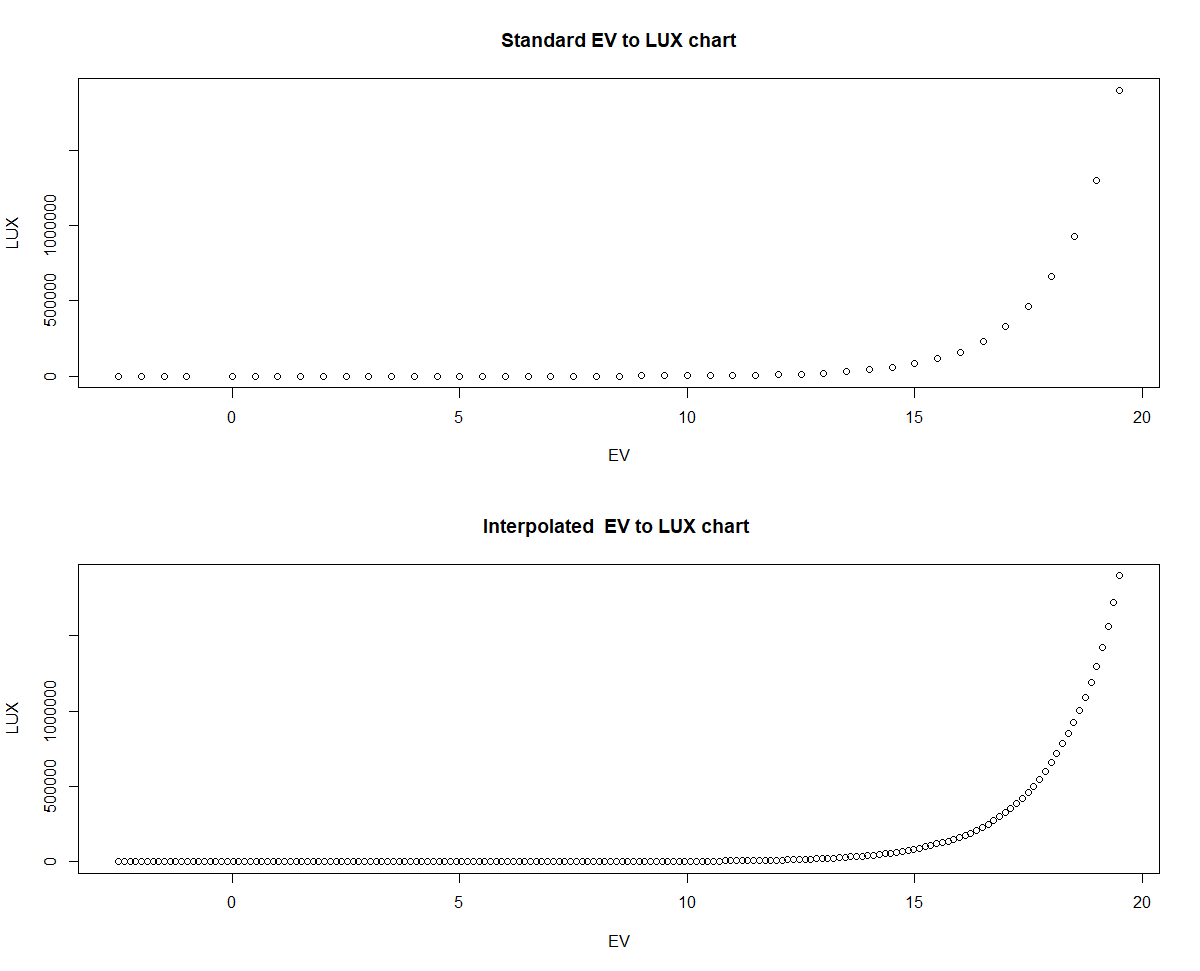 Standard EV to LUX chart
LUX
1000000
500000
0
0 5 10 15 20
EV
Interpolated  EV to LUX chart
LUX
1000000
500000
0
0 5 10 15 20
EV